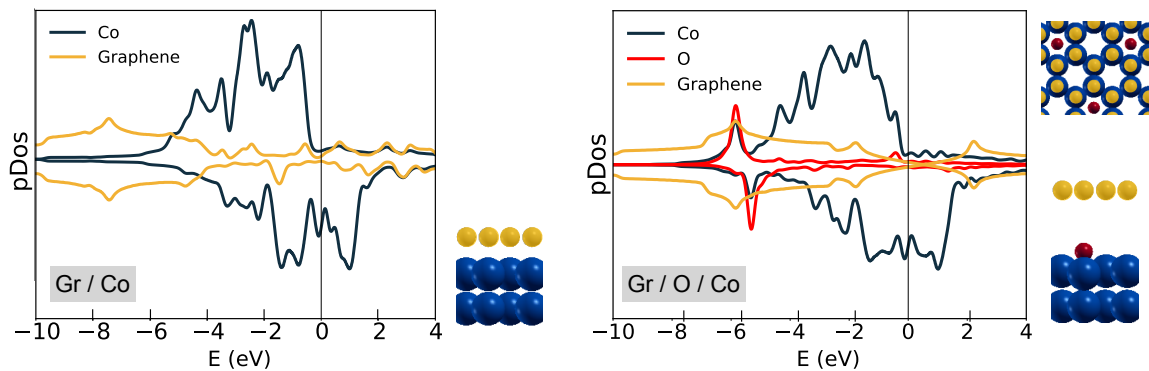 pDos
Co
Graphene
Gr / Co
−10 −8 −6 −4 −2 0 2 4
E (eV)
pDos
Co
O
Graphene
Gr / O / Co
−10 −8 −6 −4 −2 0 2 4
E (eV)